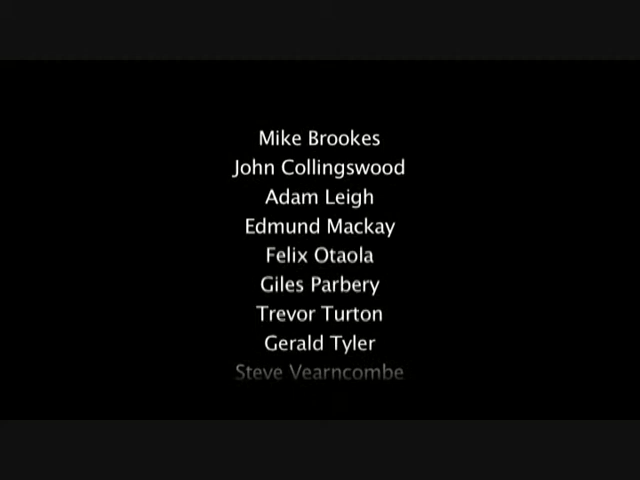 Mike Brookes
John Collingswood
Adam Leigh
Edmund Mackay
Felix Otaola
Giles Parbery
Trevor Turton
Gerald Tyler
Steve Vearncombe